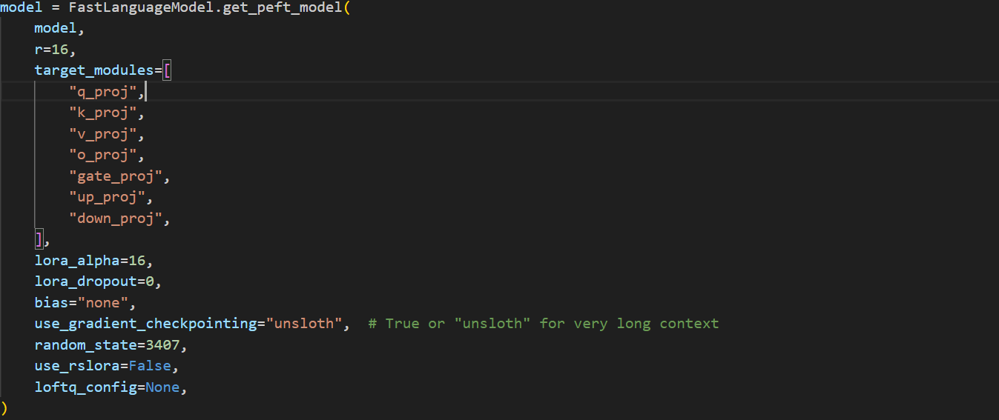 model = FastLanguageModel.get_peft_model(
    model,
    r=16,
    target_modules=[
        "q_proj",
        "k_proj",
        "v_proj",
        "o_proj",
        "gate_proj",
        "up_proj",
        "down_proj",
    ],
    lora_alpha=16,
    lora_dropout=0,
    bias="none",
    use_gradient_checkpointing="unsloth",  # True or "unsloth" for very long context
    random_state=3407,
    use_rslora=False,
    loftq_config=None,
)